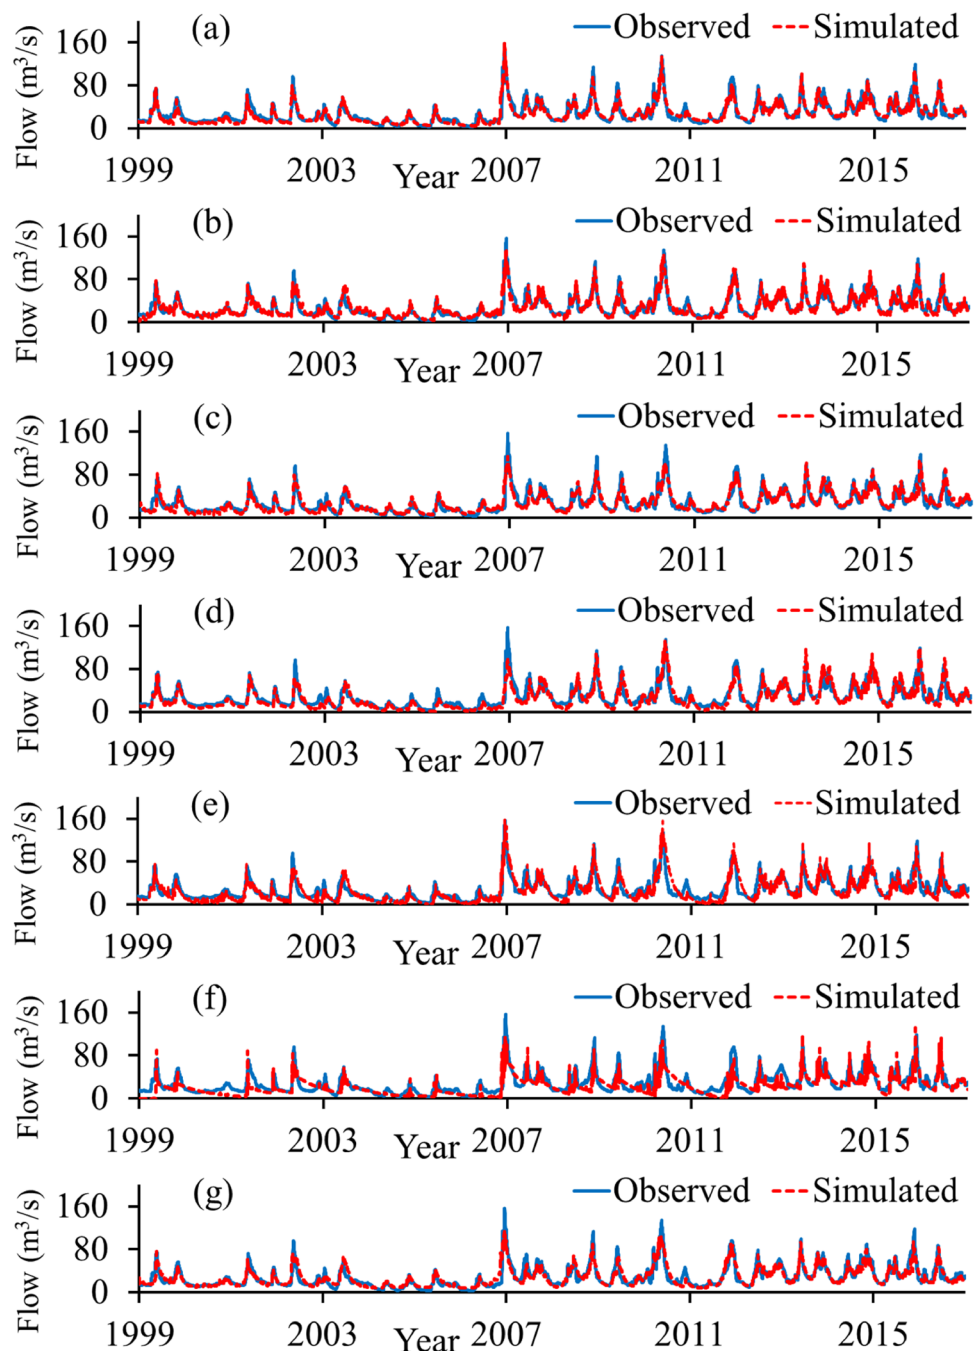 (a)
Observed Simulated
Flow (m³/s)
160
80
0
1999 2003 2007 2011 2015
Year
(b)
Observed Simulated
Flow (m³/s)
160
80
0
1999 2003 2007 2011 2015
Year
(c)
Observed Simulated
Flow (m³/s)
160
80
0
1999 2003 2007 2011 2015
Year
(d)
Observed Simulated
Flow (m³/s)
160
80
0
1999 2003 2007 2011 2015
Year
(e)
Observed Simulated
Flow (m³/s)
160
80
0
1999 2003 2007 2011 2015
Year
(f)
Observed Simulated
Flow (m³/s)
160
80
0
1999 2003 2007 2011 2015
Year
(g)
Observed Simulated
Flow (m³/s)
160
80
0
1999 2003 2007 2011 2015
Year